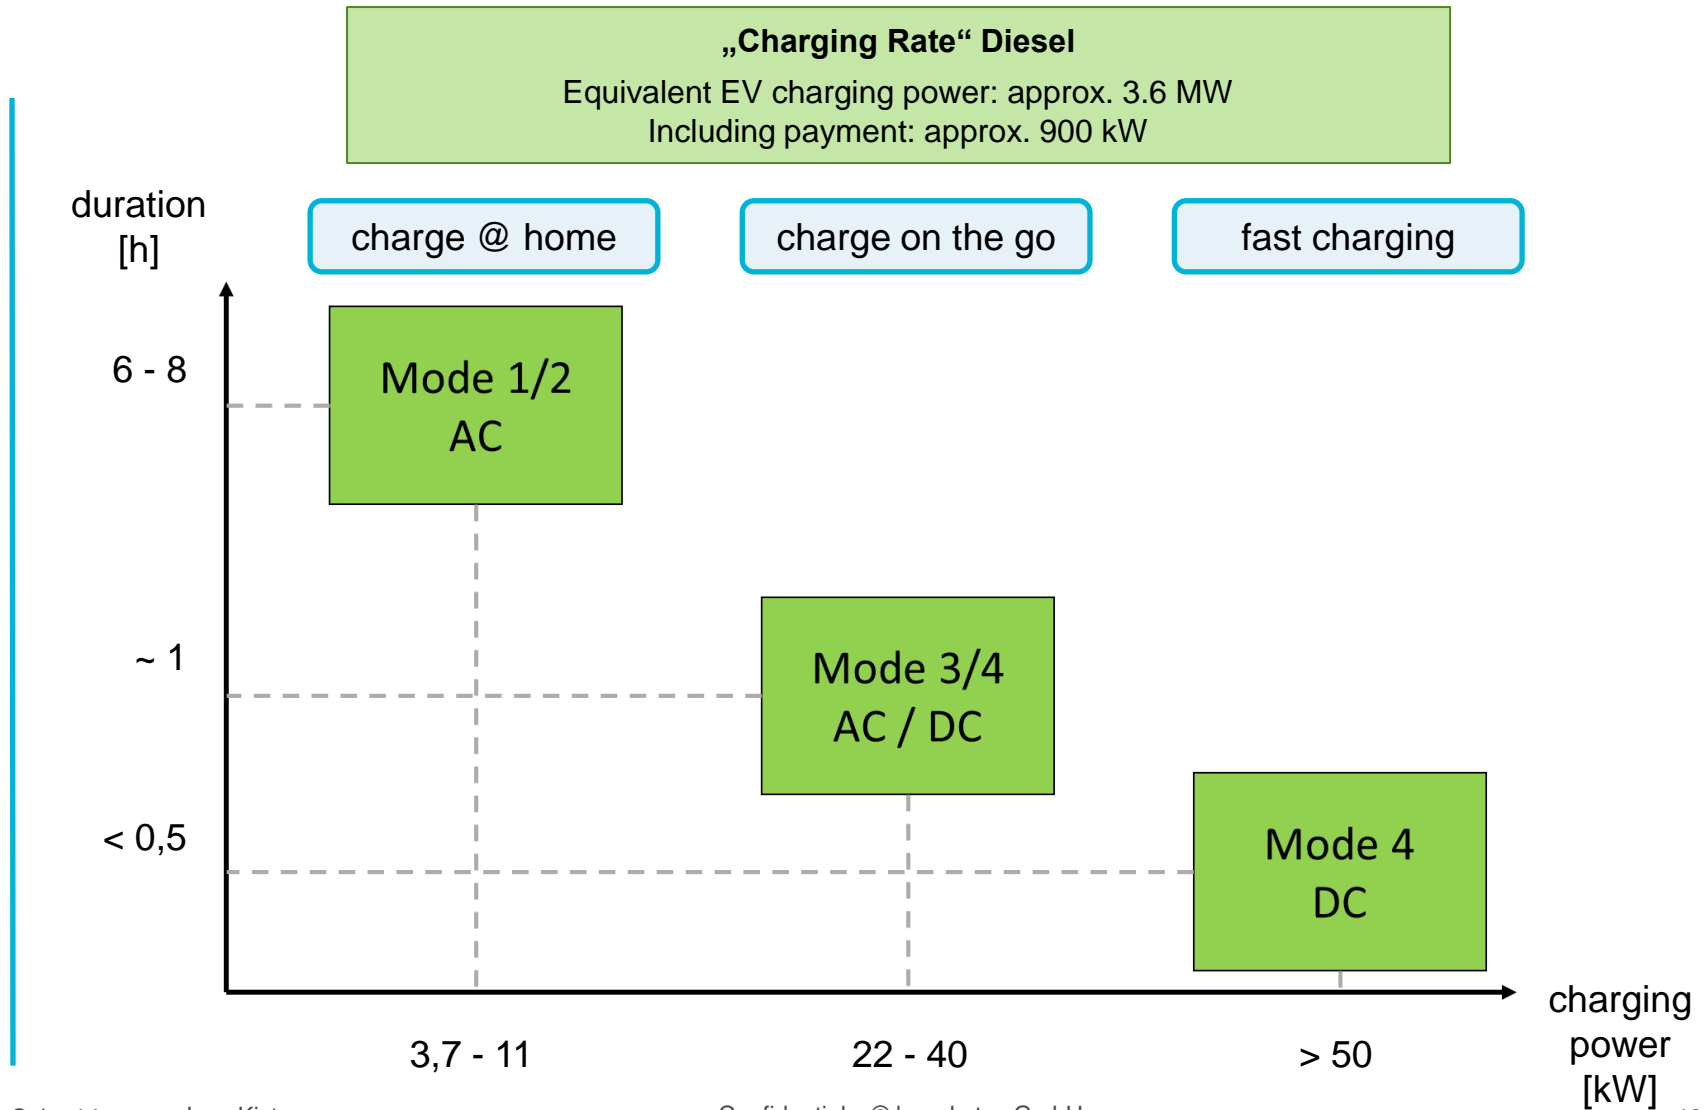 „Charging Rate“ Diesel
Equivalent EV charging power: approx. 3.6 MW
Including payment: approx. 900 kW
duration
[h]
charge @ home
charge on the go
fast charging
6 - 8
Mode 1/2
AC
~ 1
Mode 3/4
AC / DC
< 0,5
Mode 4
DC
3,7 - 11
22 - 40
> 50
charging
power
[kW]